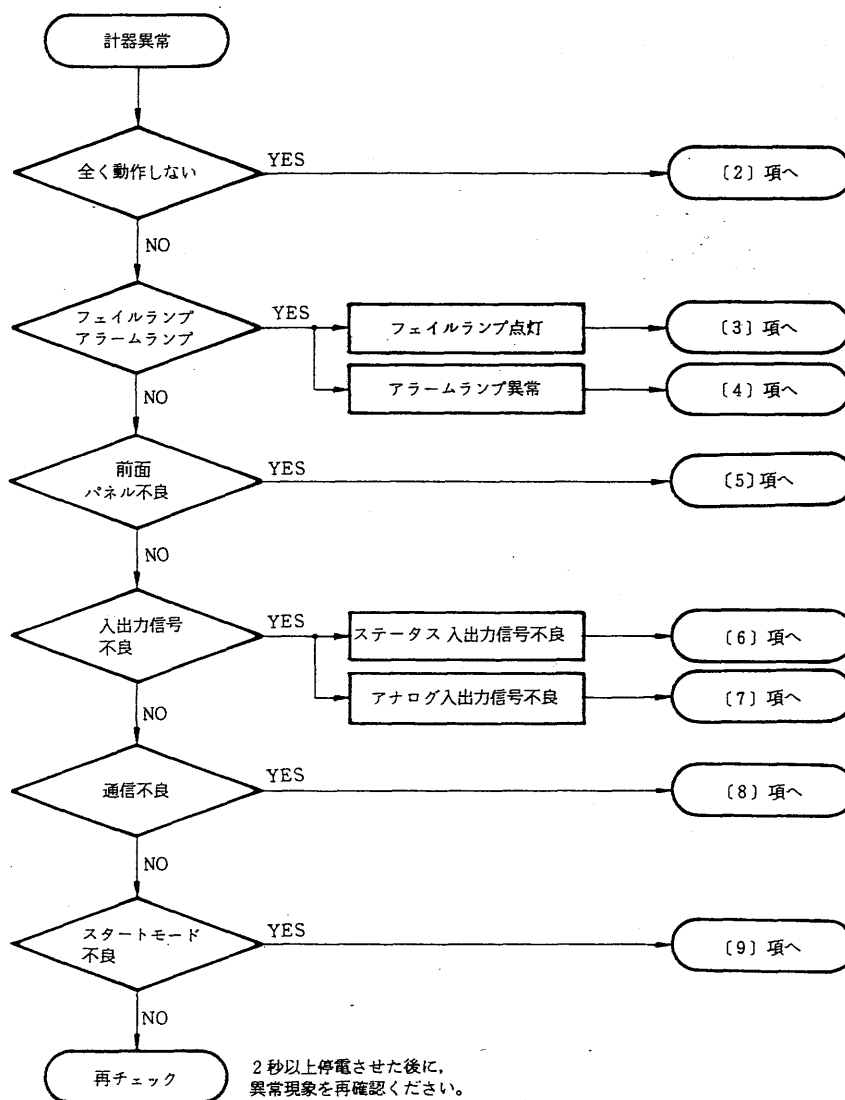 計器異常
全く動作しない
YES
〔2〕項へ
NO
フェイルランプ
アラームランプ
YES
フェイルランプ点灯
〔3〕項へ
アラームランプ異常
〔4〕項へ
NO
前面
パネル不良
YES
〔5〕項へ
NO
入出力信号
不良
YES
ステータス入出力信号不良
〔6〕項へ
アナログ入出力信号不良
〔7〕項へ
NO
通信不良
YES
〔8〕項へ
NO
スタートモード
不良
YES
〔9〕項へ
NO
再チェック
2秒以上停電させた後に,
異常現象を再確認ください。